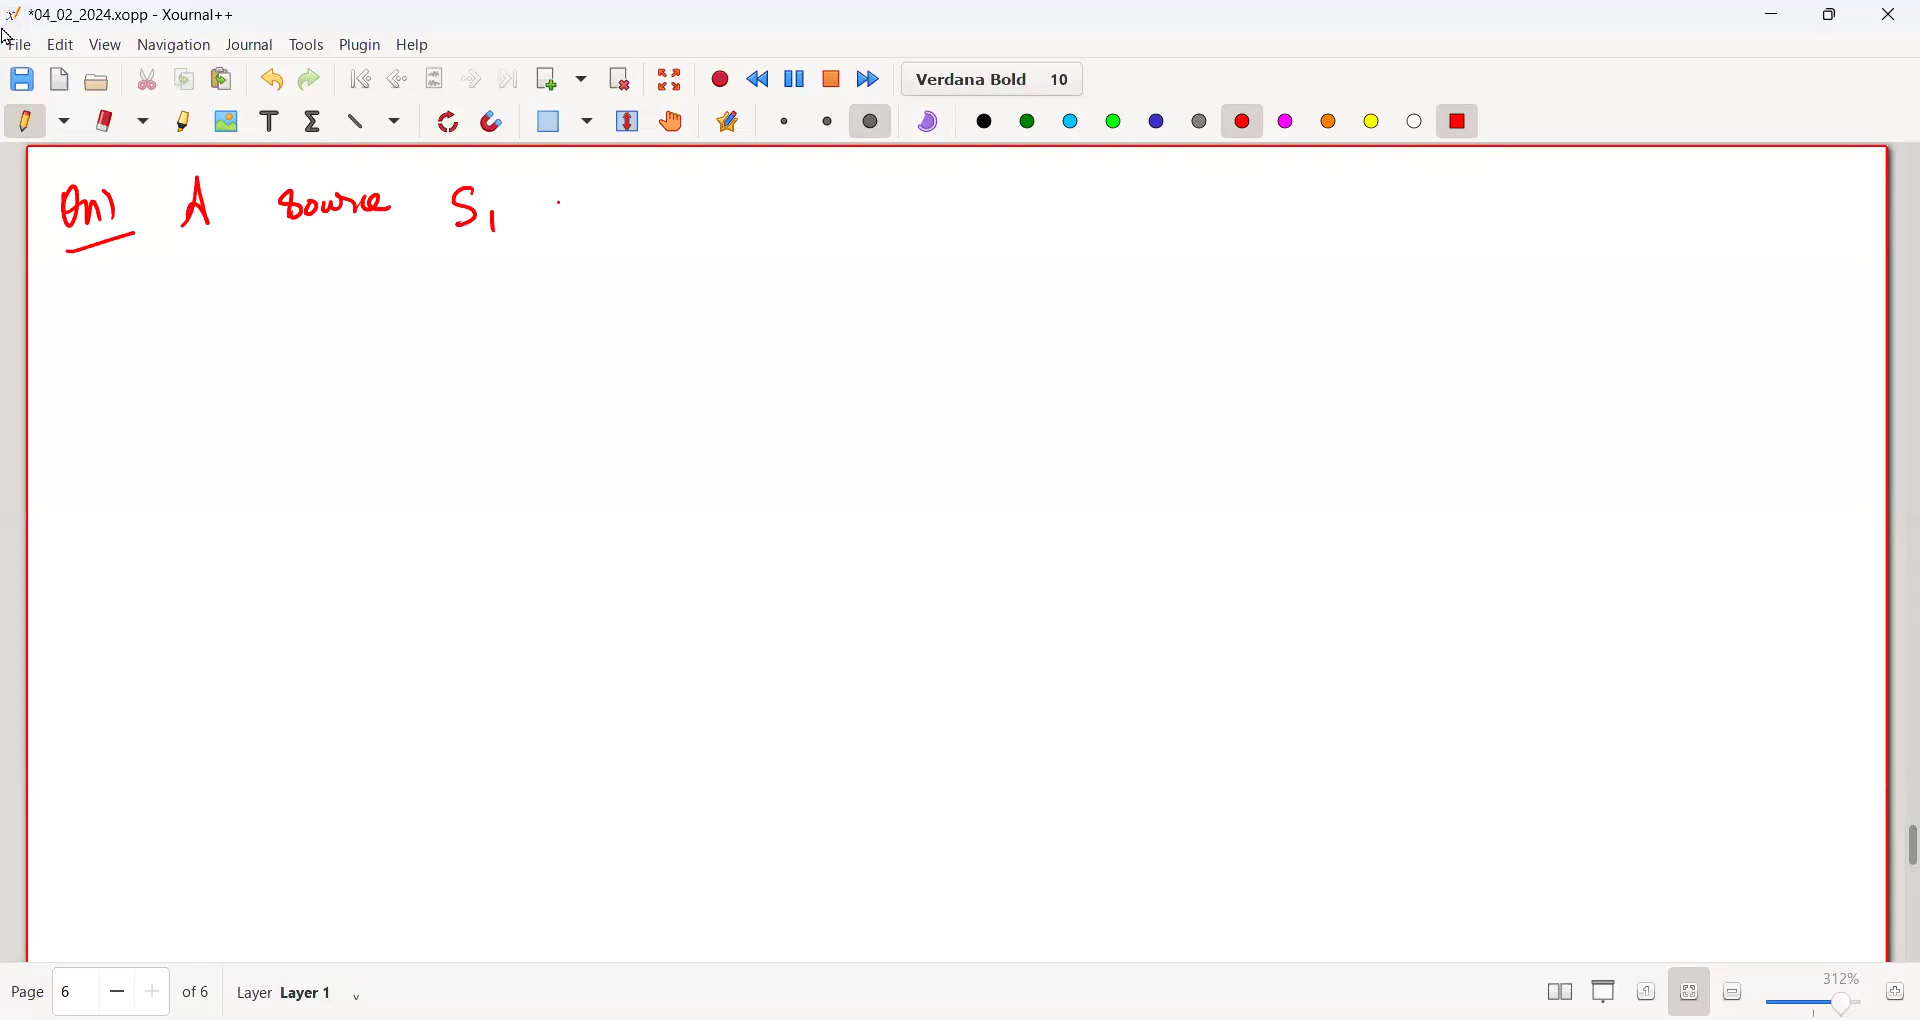 *04_02_2024.xopp - Xournal++
File Edit View Navigation Journal Tools Plugin Help
Verdana Bold 10
Qn) A source S1
Page 6 of 6 Layer Layer 1 312%